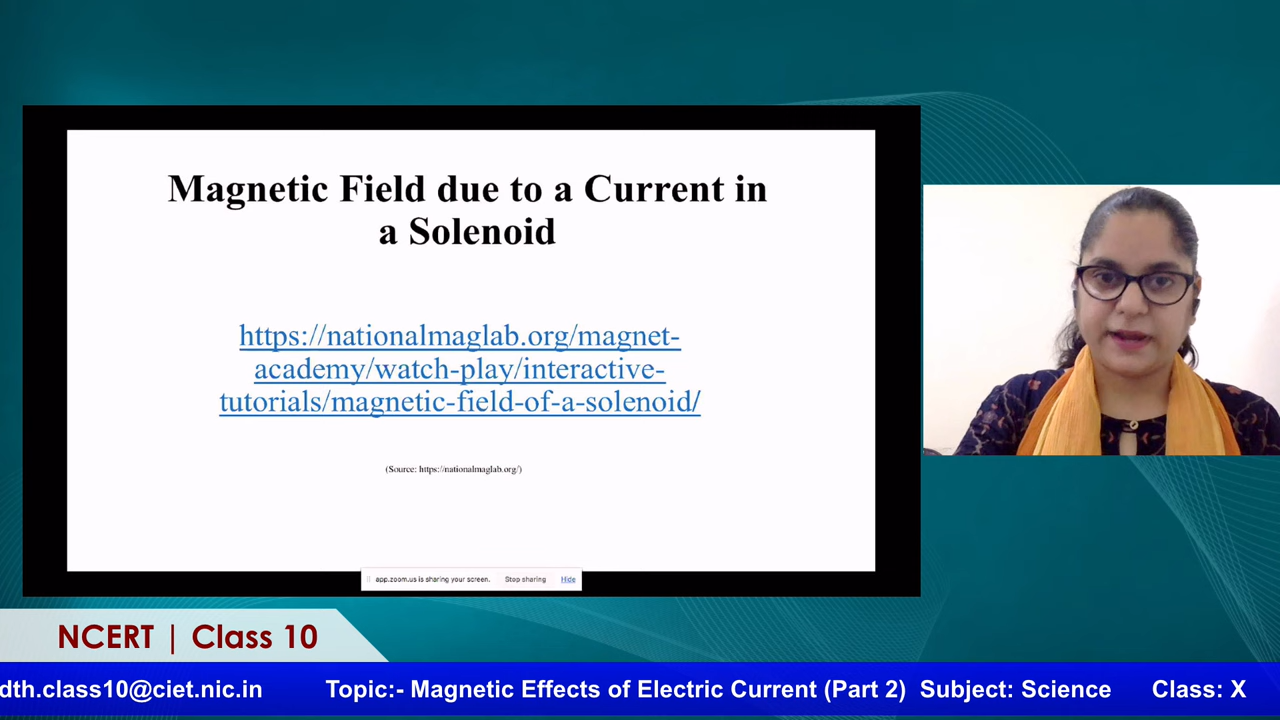 Magnetic Field due to a Current in
a Solenoid
https://nationalmaglab.org/magnet-
academy/watch-play/interactive-
tutorials/magnetic-field-of-a-solenoid/
(Source: https://nationalmaglab.org/)
app.zoom.us is sharing your screen. Stop sharing Hide
NCERT | Class 10
dth.class10@ciet.nic.in Topic:- Magnetic Effects of Electric Current (Part 2) Subject: Science Class: X